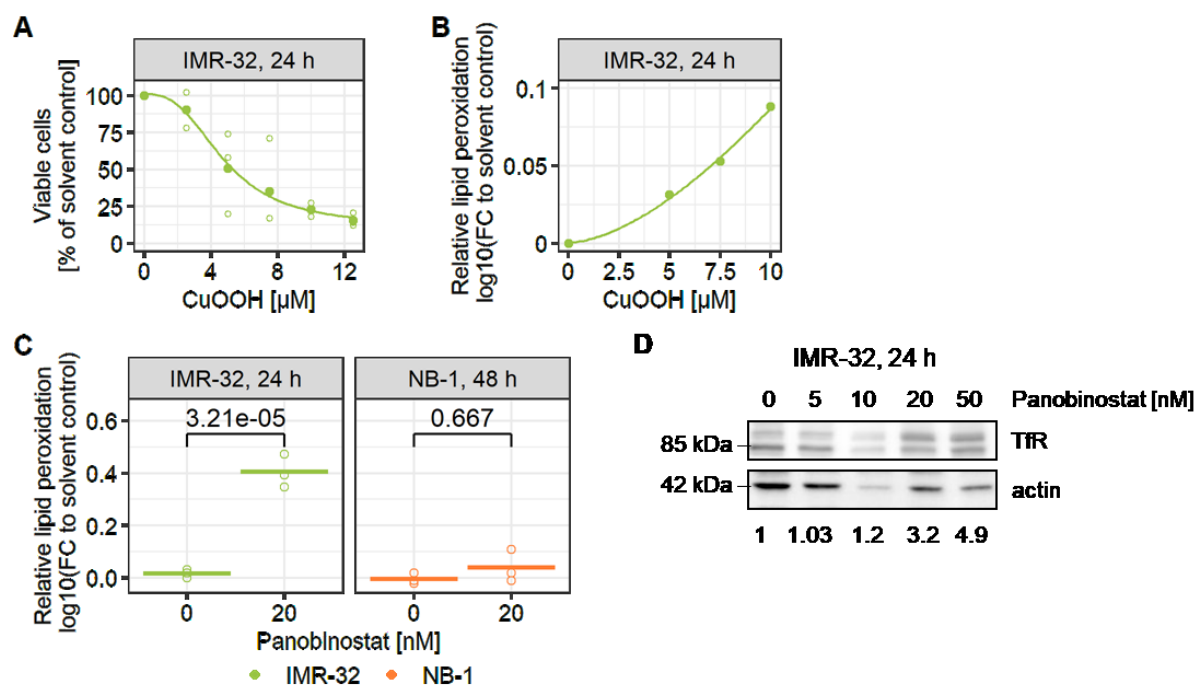 A
IMR-32, 24 h
Viable cells
[% of solvent control]
100
75
50
25
0
0 4 8 12
CuOOH [µM]
B
IMR-32, 24 h
Relative lipid peroxidation
log10(FC to solvent control)
0.1
0.05
0
0 2.5 5 7.5 10
CuOOH [µM]
C
IMR-32, 24 h NB-1, 48 h
Relative lipid peroxidation
log10(FC to solvent control)
0.6
0.4
0.2
0.0
3.21e-05 0.667
0 20 0 20
Panobinostat [nM]
IMR-32 NB-1
D
IMR-32, 24 h
0 5 10 20 50 Panobinostat [nM]
85 kDa TfR
42 kDa actin
1 1.03 1.2 3.2 4.9